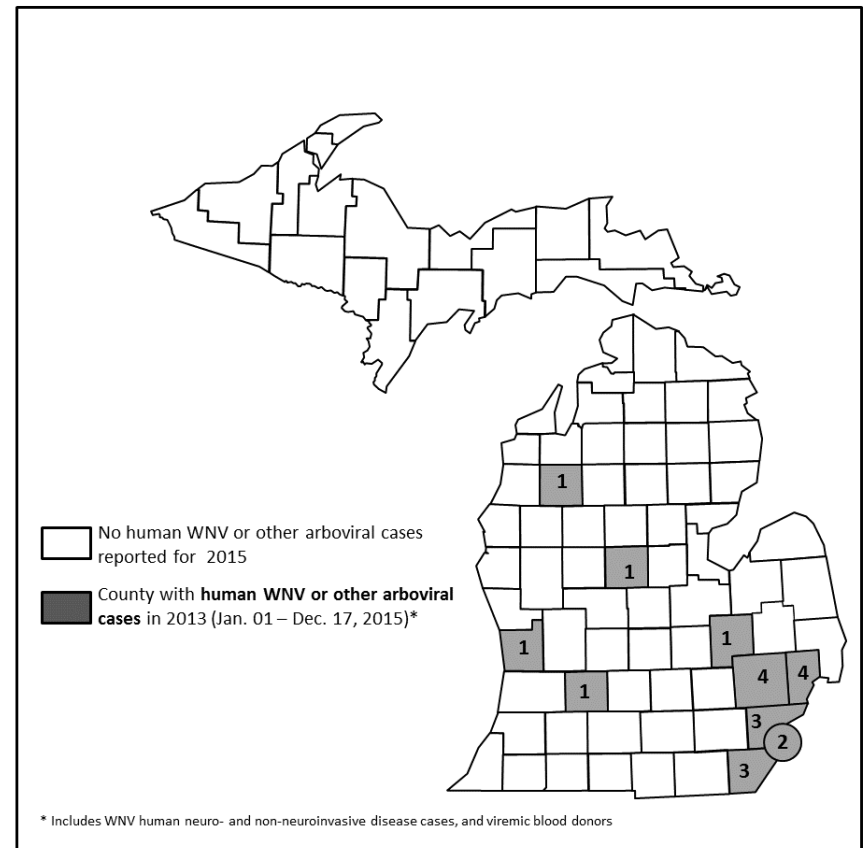 1
1
No human WNV or other arboviral cases
reported for 2015
County with human WNV or other arboviral
cases in 2013 (Jan. 01 – Dec. 17, 2015)*
1
1
4
4
1
3
2
3
* Includes WNV human neuro- and non-neuroinvasive disease cases, and viremic blood donors